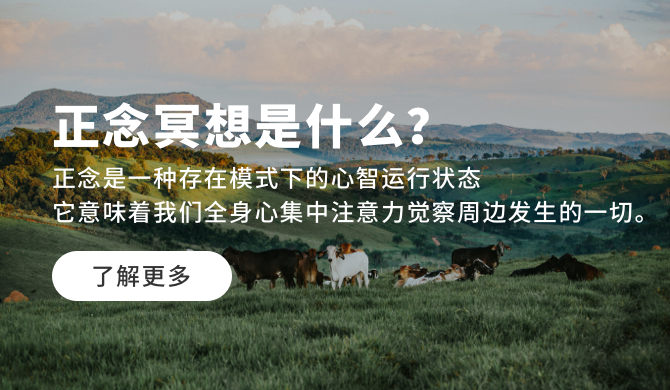 正念冥想是什么?
正念是一种存在模式下的心智运行状态
它意味着我们全身心集中注意力觉察周边发生的一切。
了解更多